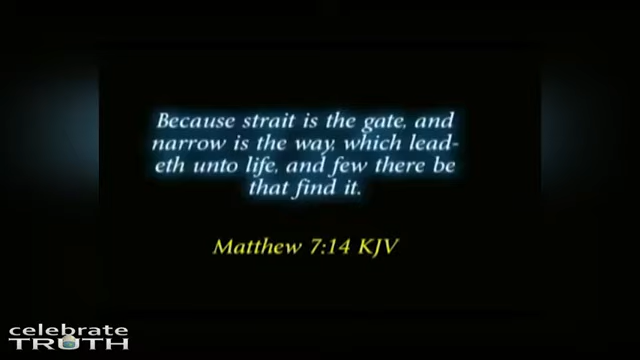 Because strait is the gate, and
narrow is the way, which lead-
eth unto life, and few there be
that find it.
Matthew 7:14 KJV
celebrate
TRUTH